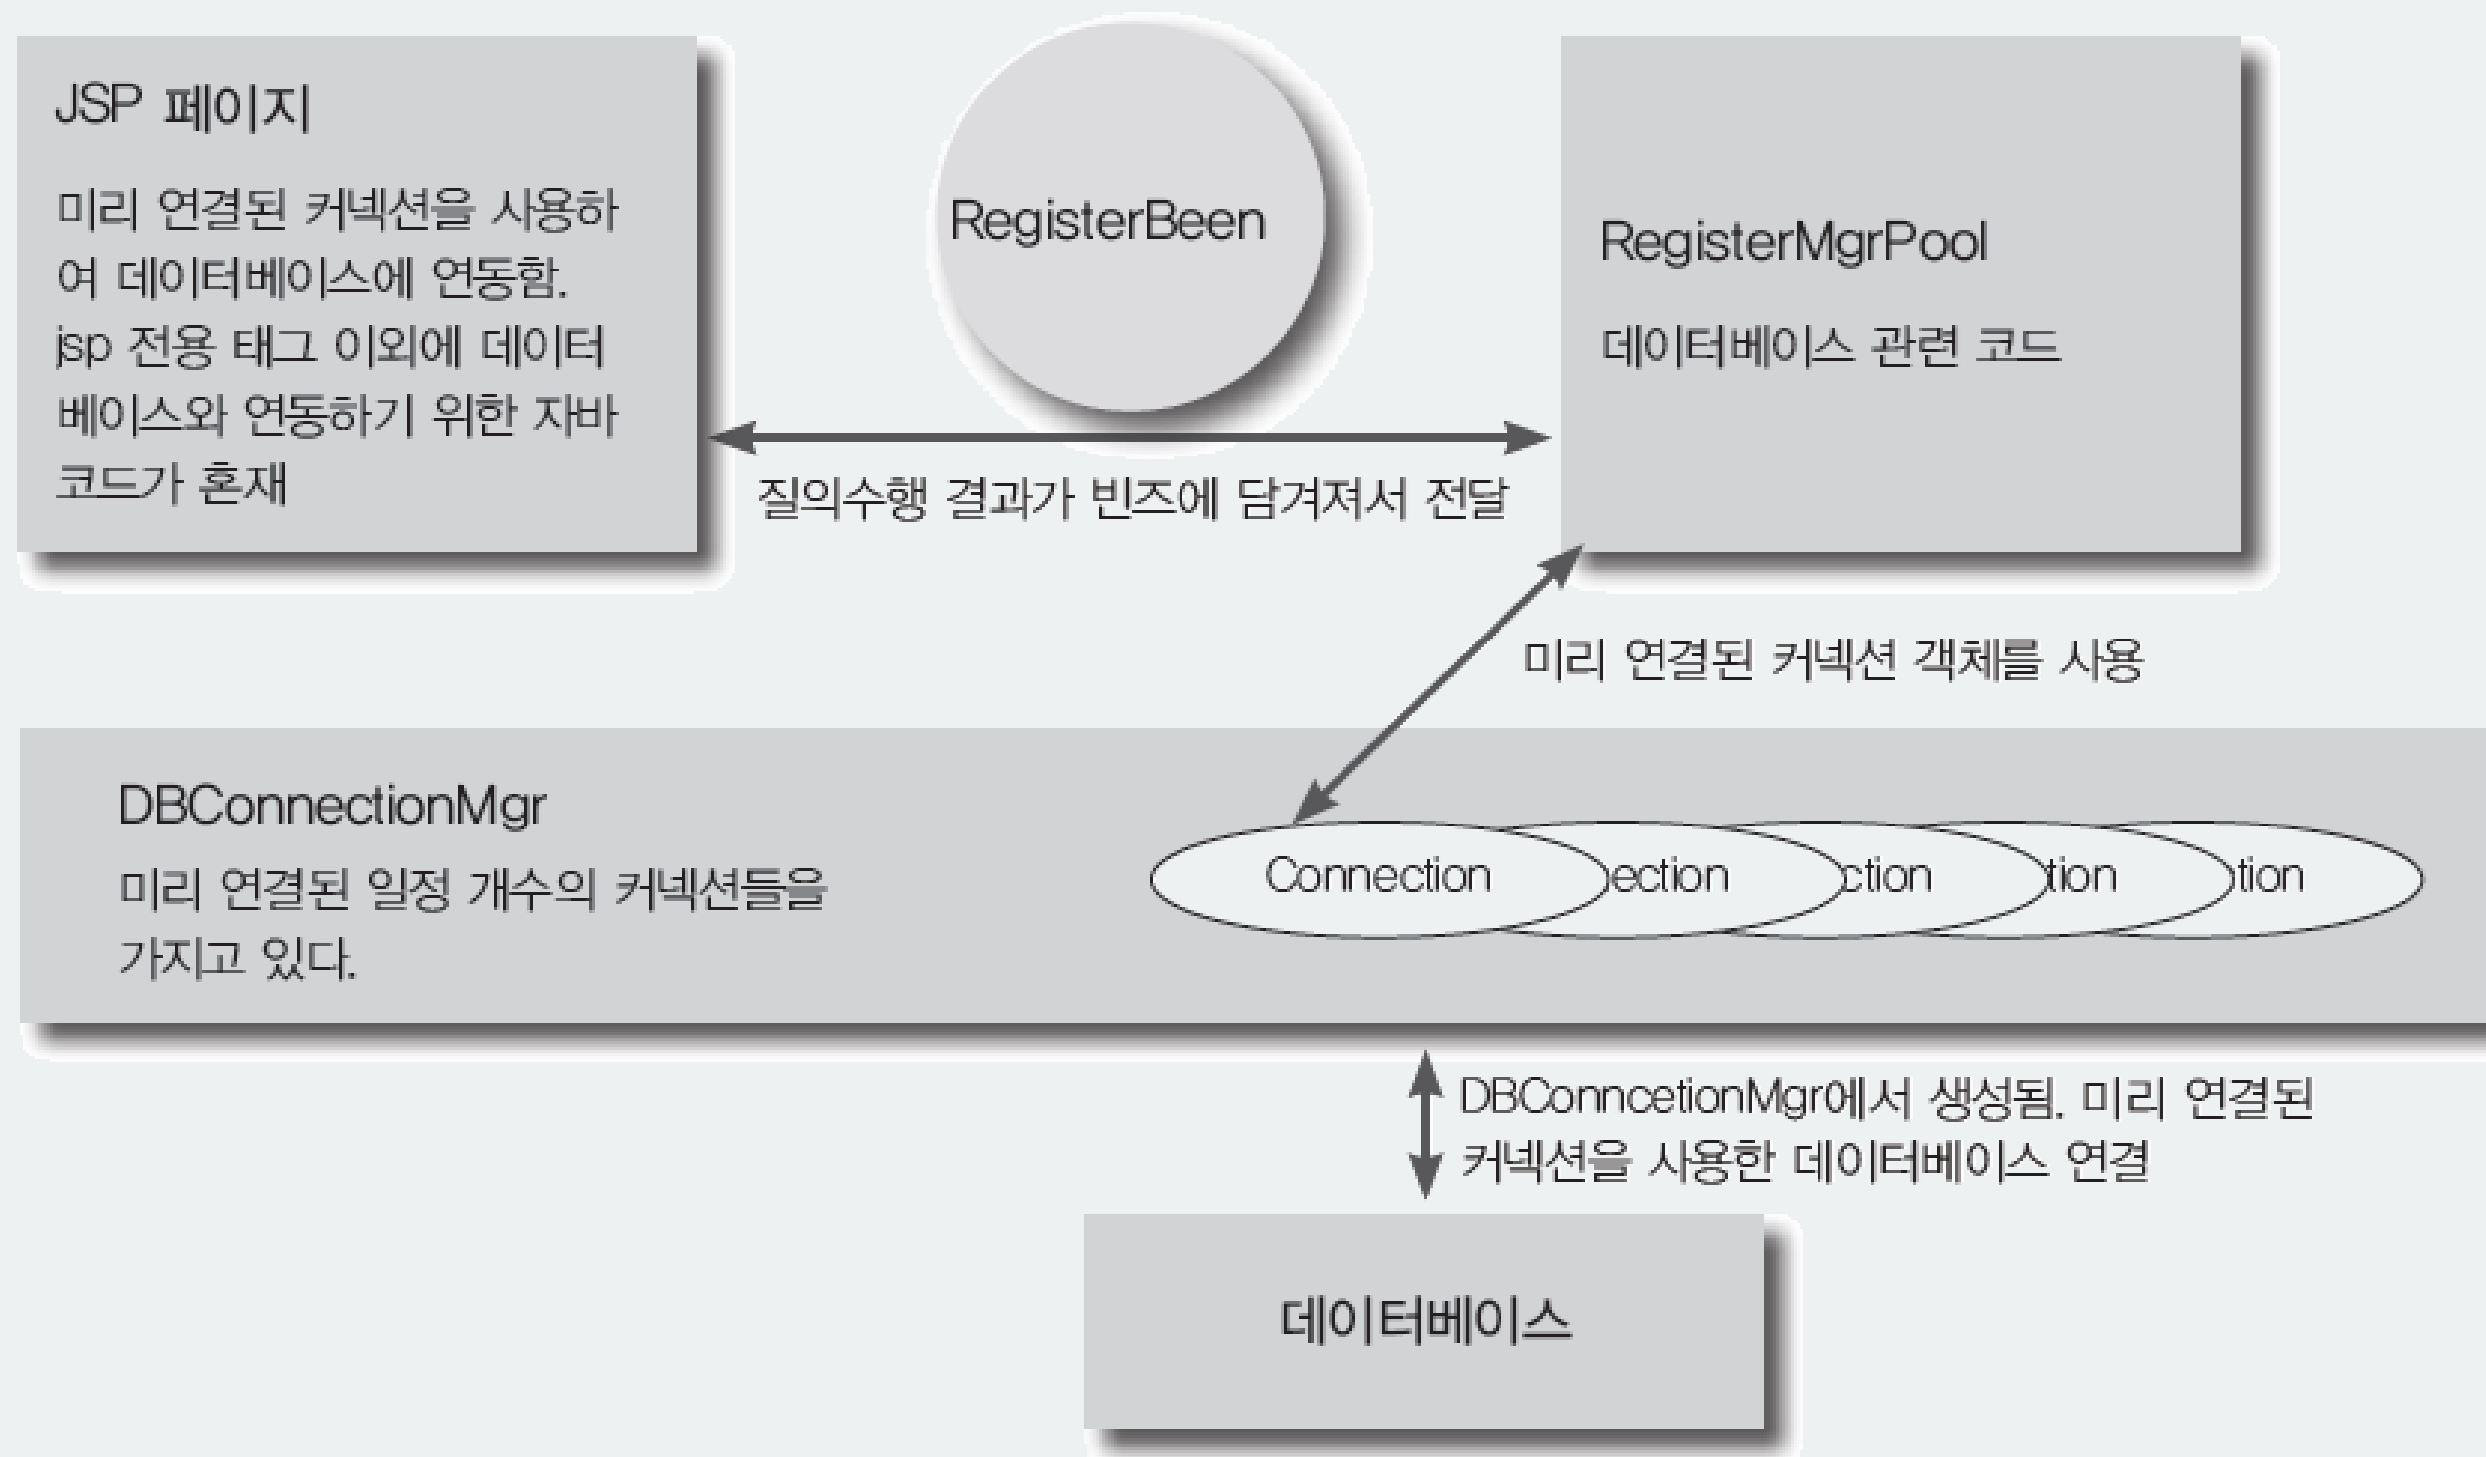 JSP 페이지
미리 연결된 커넥션을 사용하
여 데이터베이스에 연동함.
jsp 전용 태그 이외에 데이터
베이스와 연동하기 위한 자바
코드가 혼재
RegisterBeen
질의수행 결과가 빈즈에 담겨져서 전달
RegisterMgrPool
데이터베이스 관련 코드
미리 연결된 커넥션 객체를 사용
DBConnectionMgr
미리 연결된 일정 개수의 커넥션들을
가지고 있다.
Connection ection ction tion tion
DBConncetionMgr에서 생성됨. 미리 연결된
커넥션을 사용한 데이터베이스 연결
데이터베이스